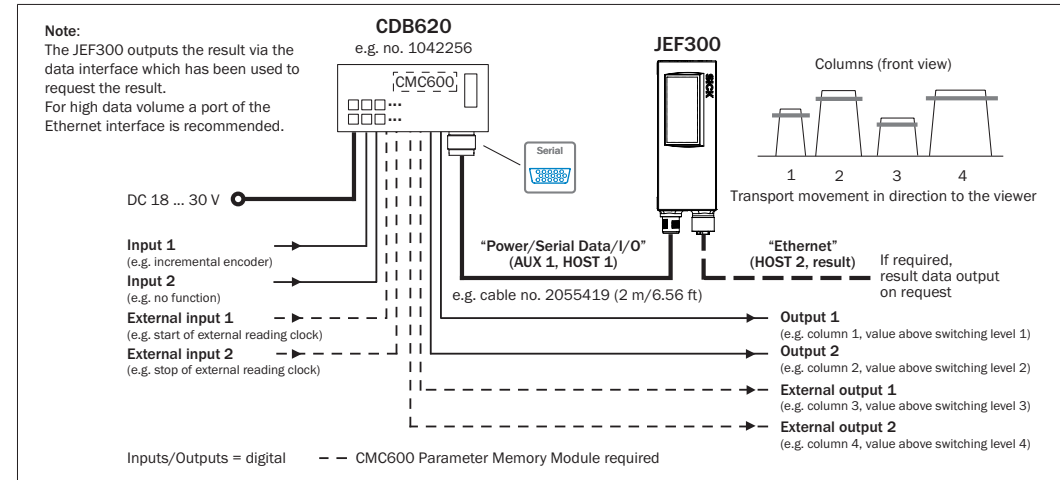 Note:
The JEF300 outputs the result via the
data interface which has been used to
request the result.
For high data volume a port of the
Ethernet interface is recommended.
CDB620
e.g. no. 1042256
CMC600
Serial
JEF300
SICK
Columns (front view)
1 2 3 4
Transport movement in direction to the viewer
DC 18 ... 30 V
Input 1
(e.g. incremental encoder)
Input 2
(e.g. no function)
External input 1
(e.g. start of external reading clock)
External input 2
(e.g. stop of external reading clock)
“Power/Serial Data/I/O”
(AUX 1, HOST 1)
e.g. cable no. 2055419 (2 m/6.56 ft)
“Ethernet”
(HOST 2, result)
If required,
result data output
on request
Output 1
(e.g. column 1, value above switching level 1)
Output 2
(e.g. column 2, value above switching level 2)
External output 1
(e.g. column 3, value above switching level 3)
External output 2
(e.g. column 4, value above switching level 4)
Inputs/Outputs = digital
CMC600 Parameter Memory Module required